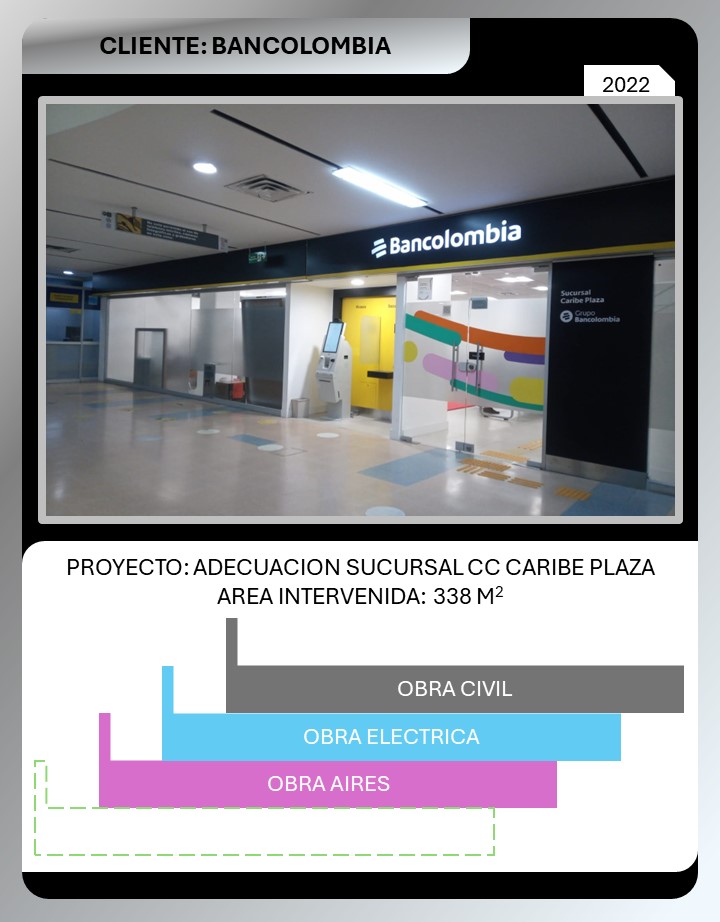 CLIENTE: BANCOLOMBIA
2022
Bancolombia
Sucursal
Caribe Plaza
Grupo
Bancolombia
PROYECTO: ADECUACION SUCURSAL CC CARIBE PLAZA
AREA INTERVENIDA: 338 M²
OBRA CIVIL
OBRA ELECTRICA
OBRA AIRES